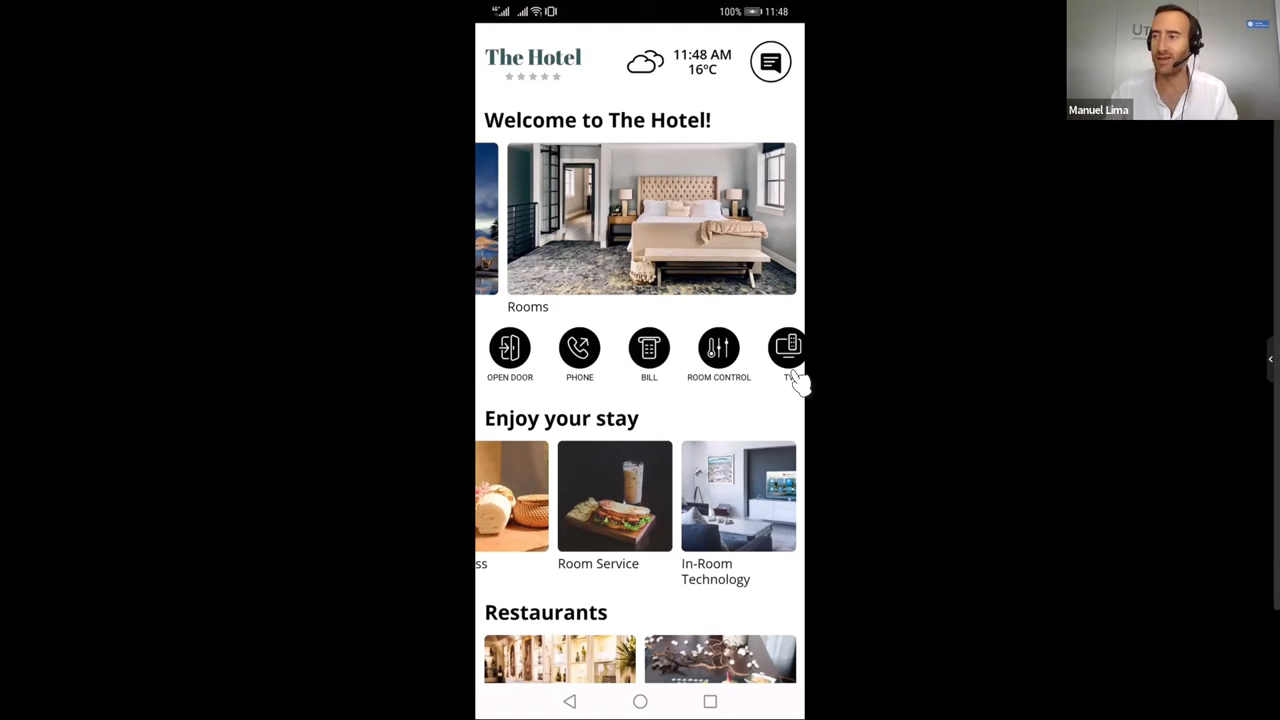 100% 11:48
The Hotel
11:48 AM
16°C
Manuel Lima
Welcome to The Hotel!
Rooms
OPEN DOOR PHONE BILL ROOM CONTROL
Enjoy your stay
ss Room Service In-Room
Technology
Restaurants